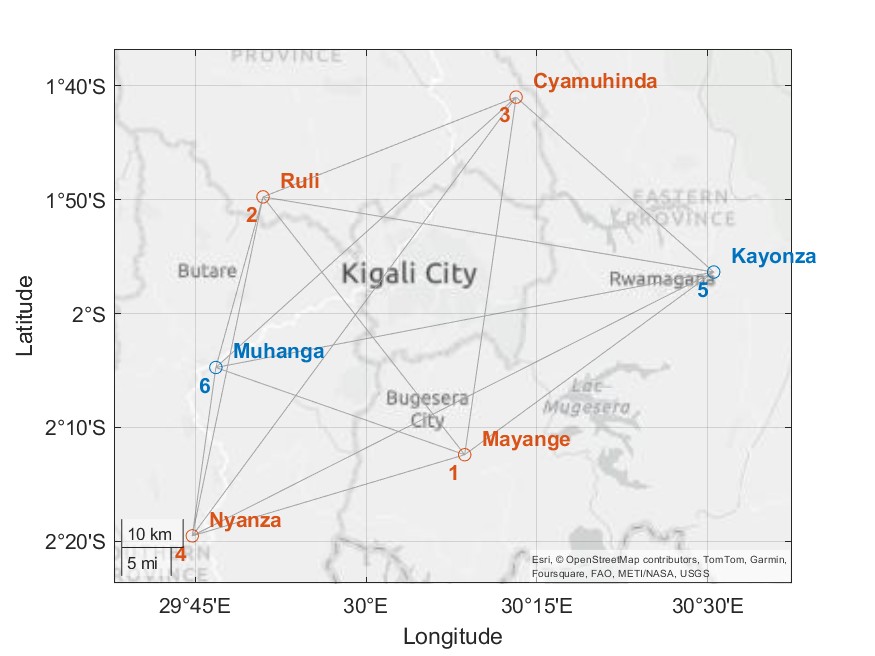 PROVINCE
1°40'S
Cyamuhinda
3
Ruli
1°50'S
2
EASTERN
PROVINCE
Kayonza
Butare
Kigali City
Rwamagana
5
Latitude
2°S
Muhanga
6
Lac
Mugesera
Bugesera
City
2°10'S
Mayange
1
Nyanza
10 km
2°20'S
4
5 mi
Esri, © OpenStreetMap contributors, TomTom, Garmin,
Foursquare, FAO, METI/NASA, USGS
29°45'E
30°E
30°15'E
30°30'E
Longitude